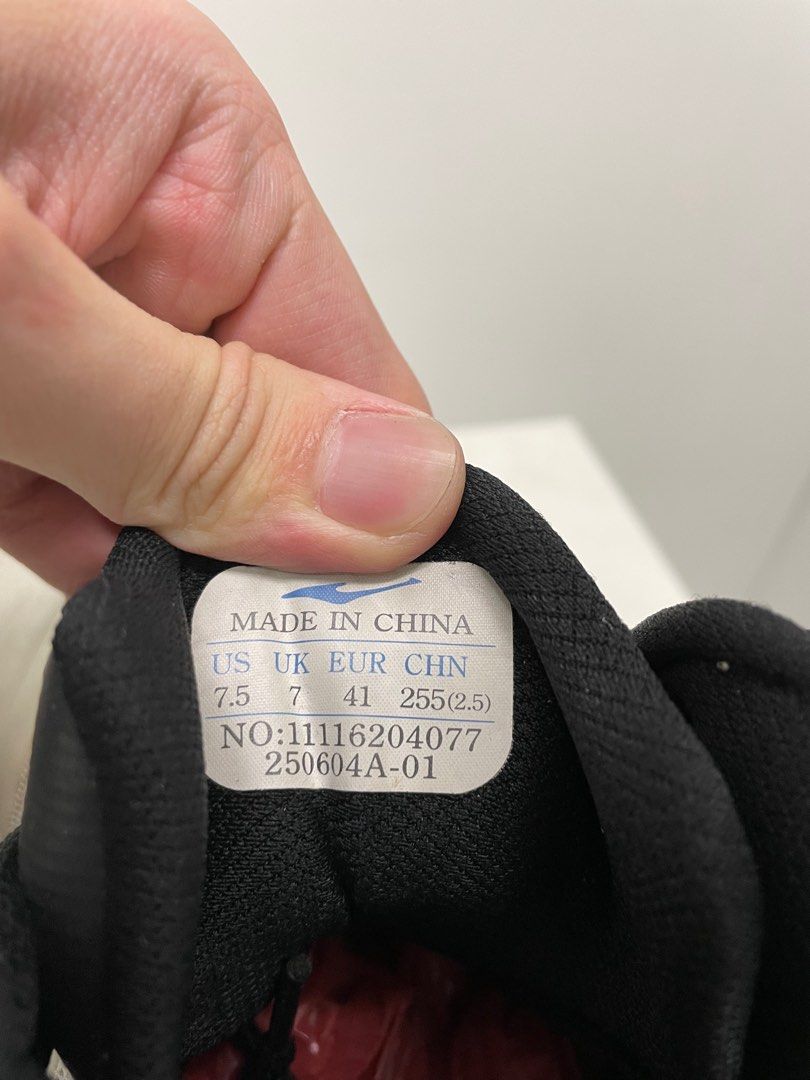 MADE IN CHINA
US UK EUR CHN
7.5 7 41 255(2.5)
NO:11116204077
250604A-01